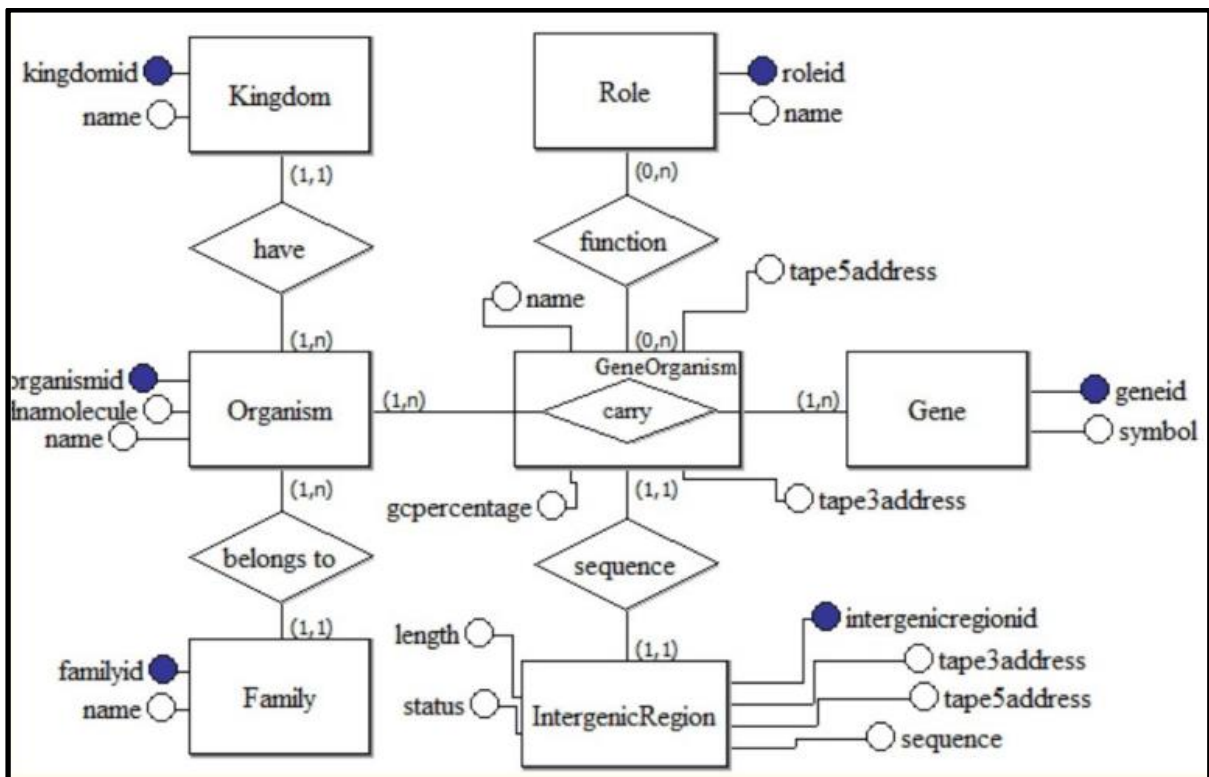 kingdomid
name
Kingdom
(1,1)
have
(1,n)
organismid
dnamolecule
name
Organism
(1,n)
(1,n)
belongs to
(1,1)
familyid
name
Family
Role
roleid
name
(0,n)
function
(0,n)
name
tape5address
GeneOrganism
carry
(1,n)
Gene
geneid
symbol
gcpercentage
(1,1)
tape3address
sequence
(1,1)
length
status
IntergenicRegion
intergenicregionid
tape3address
tape5address
sequence